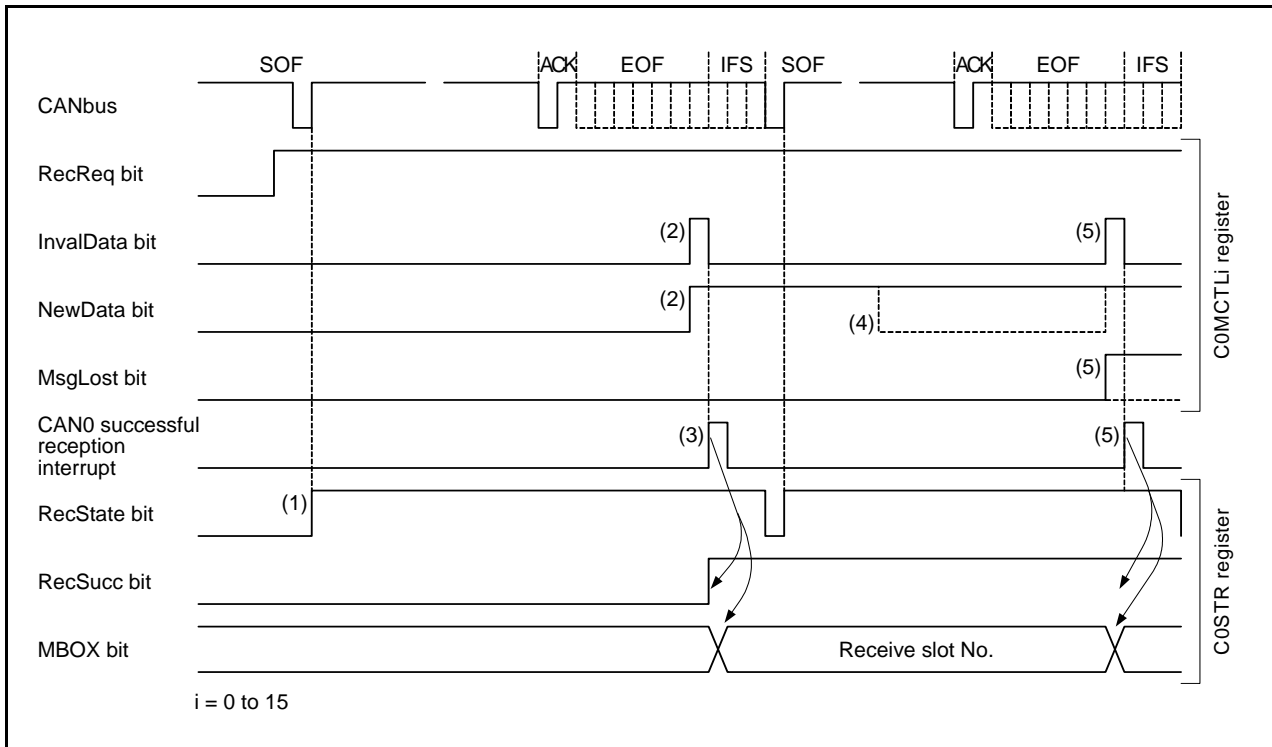 SOF ACK EOF IFS SOF ACK EOF IFS
CANbus
RecReq bit
InvalData bit (2) (5)
NewData bit (2) (4)
MsgLost bit (5)
C0MCTLi register
CAN0 successful
reception
interrupt
(3) (5)
RecState bit (1)
RecSucc bit
MBOX bit Receive slot No.
C0STR register
i = 0 to 15